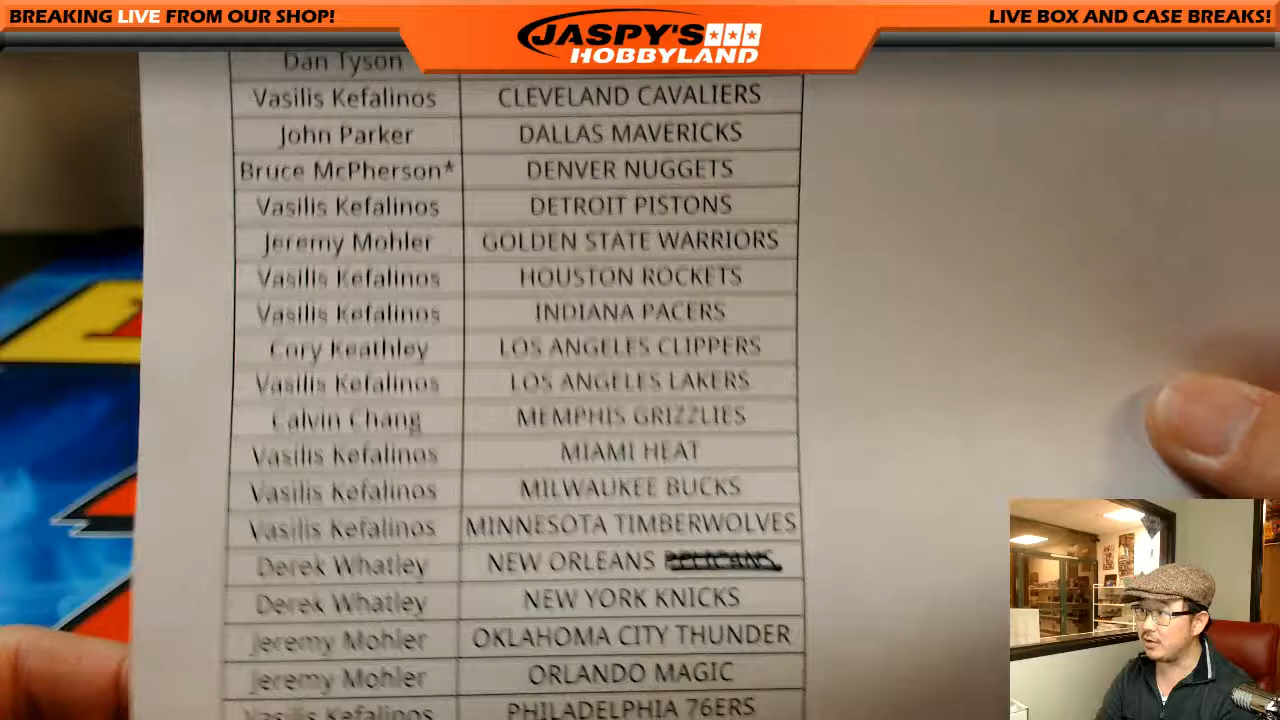 BREAKING LIVE FROM OUR SHOP!
JASPY'S
HOBBYLAND
LIVE BOX AND CASE BREAKS!
Dan Tyson
Vasilis Kefalinos CLEVELAND CAVALIERS
John Parker DALLAS MAVERICKS
Bruce McPherson* DENVER NUGGETS
Vasilis Kefalinos DETROIT PISTONS
Jeremy Mohler GOLDEN STATE WARRIORS
Vasilis Kefalinos HOUSTON ROCKETS
Vasilis Kefalinos INDIANA PACERS
Cory Keathley LOS ANGELES CLIPPERS
Vasilis Kefalinos LOS ANGELES LAKERS
Calvin Chang MEMPHIS GRIZZLIES
Vasilis Kefalinos MIAMI HEAT
Vasilis Kefalinos MILWAUKEE BUCKS
Vasilis Kefalinos MINNESOTA TIMBERWOLVES
Derek Whatley NEW ORLEANS PELICANS
Derek Whatley NEW YORK KNICKS
Jeremy Mohler OKLAHOMA CITY THUNDER
Jeremy Mohler ORLANDO MAGIC
Vasilis Kefalinos PHILADELPHIA 76ERS